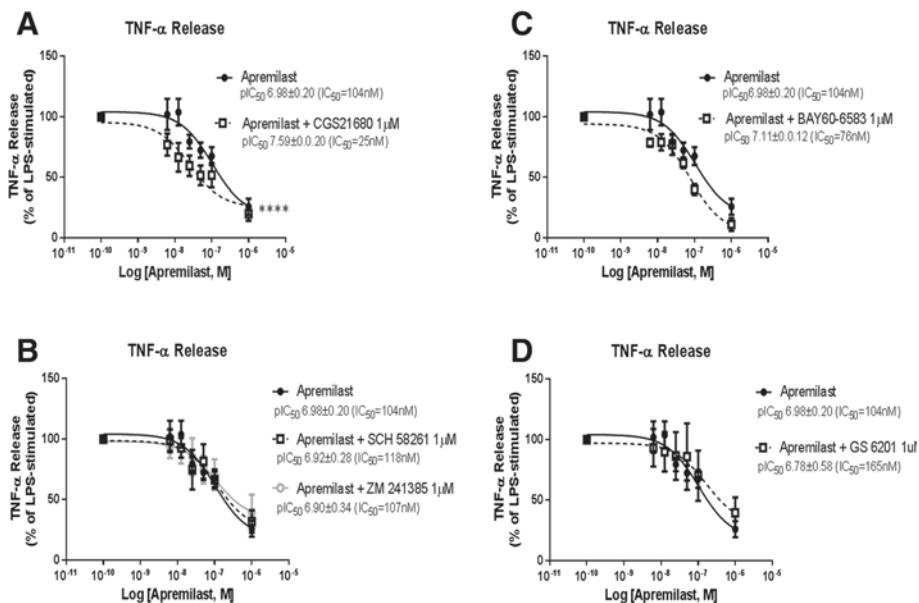 A
TNF-α Release
TNF-α Release
(% of LPS-stimulated)
150
100
50
0
10⁻¹¹ 10⁻¹⁰ 10⁻⁹ 10⁻⁸ 10⁻⁷ 10⁻⁶ 10⁻⁵
Log [Apremilast, M]
Apremilast
pIC₅₀ 6.98±0.20 (IC₅₀=104nM)
Apremilast + CGS21680 1μM
pIC₅₀ 7.59±0.0.20 (IC₅₀=25nM)
****
C
TNF-α Release
TNF-α Release
(% of LPS-stimulated)
150
100
50
0
10⁻¹¹ 10⁻¹⁰ 10⁻⁹ 10⁻⁸ 10⁻⁷ 10⁻⁶ 10⁻⁵
Log [Apremilast, M]
Apremilast
pIC₅₀ 6.98±0.20 (IC₅₀=104nM)
Apremilast + BAY60-6583 1μM
pIC₅₀ 7.11±0.0.12 (IC₅₀=76nM)
B
TNF-α Release
TNF-α Release
(% of LPS-stimulated)
150
100
50
0
10⁻¹¹ 10⁻¹⁰ 10⁻⁹ 10⁻⁸ 10⁻⁷ 10⁻⁶ 10⁻⁵
Log [Apremilast, M]
Apremilast
pIC₅₀ 6.98±0.20 (IC₅₀=104nM)
Apremilast + SCH 58261 1μM
pIC₅₀ 6.92±0.28 (IC₅₀=118nM)
Apremilast + ZM 241385 1μM
pIC₅₀ 6.90±0.34 (IC₅₀=107nM)
D
TNF-α Release
TNF-α Release
(% of LPS-stimulated)
150
100
50
0
10⁻¹¹ 10⁻¹⁰ 10⁻⁹ 10⁻⁸ 10⁻⁷ 10⁻⁶ 10⁻⁵
Log [Apremilast, M]
Apremilast
pIC₅₀ 6.98±0.20 (IC₅₀=104nM)
Apremilast + GS 6201 1uM
pIC₅₀ 6.78±0.58 (IC₅₀=165nM)